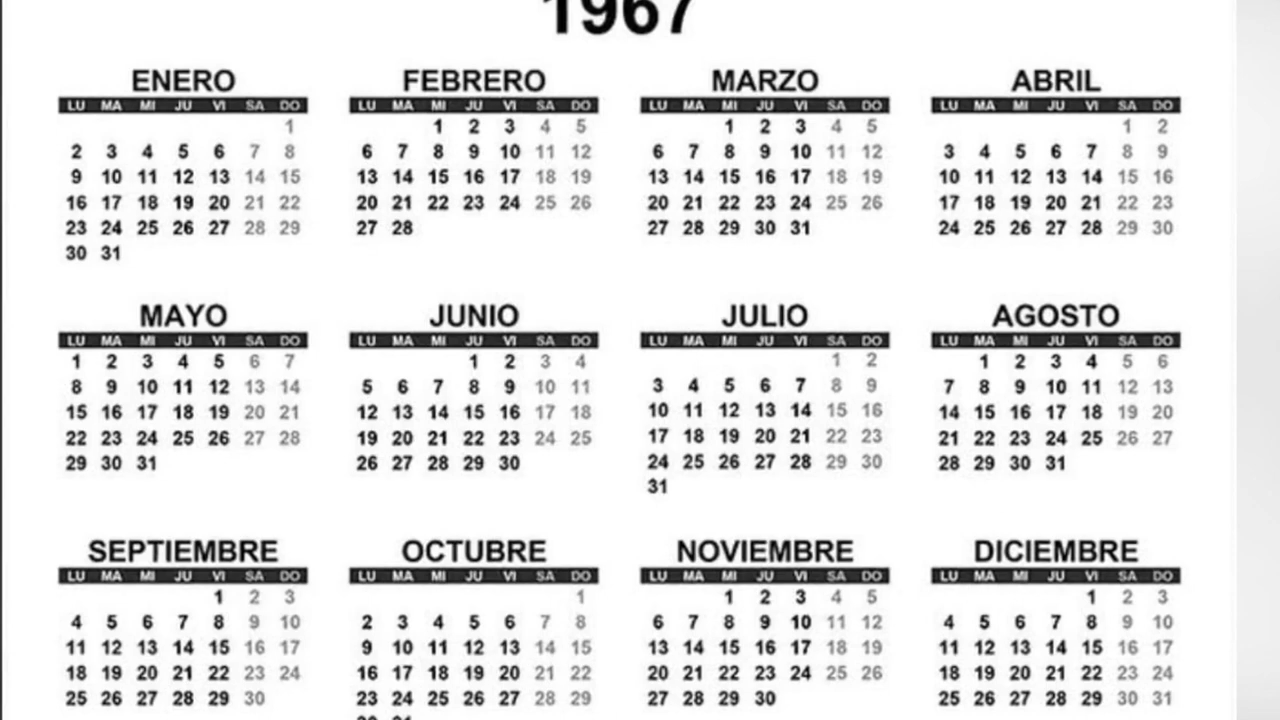 1967
ENERO FEBRERO MARZO ABRIL
LU MA MI JU VI SA DO LU MA MI JU VI SA DO LU MA MI JU VI SA DO LU MA MI JU VI SA DO
1 1 2 3 4 5 1 2 3 4 5 1 2
2 3 4 5 6 7 8 6 7 8 9 10 11 12 6 7 8 9 10 11 12 3 4 5 6 7 8 9
9 10 11 12 13 14 15 13 14 15 16 17 18 19 13 14 15 16 17 18 19 10 11 12 13 14 15 16
16 17 18 19 20 21 22 20 21 22 23 24 25 26 20 21 22 23 24 25 26 17 18 19 20 21 22 23
23 24 25 26 27 28 29 27 28 27 28 29 30 31 24 25 26 27 28 29 30
30 31
MAYO JUNIO JULIO AGOSTO
LU MA MI JU VI SA DO LU MA MI JU VI SA DO LU MA MI JU VI SA DO LU MA MI JU VI SA DO
1 2 3 4 5 6 7 1 2 3 4 1 2 1 2 3 4 5 6
8 9 10 11 12 13 14 5 6 7 8 9 10 11 3 4 5 6 7 8 9 7 8 9 10 11 12 13
15 16 17 18 19 20 21 12 13 14 15 16 17 18 10 11 12 13 14 15 16 14 15 16 17 18 19 20
22 23 24 25 26 27 28 19 20 21 22 23 24 25 17 18 19 20 21 22 23 21 22 23 24 25 26 27
29 30 31 26 27 28 29 30 24 25 26 27 28 29 30 28 29 30 31
31
SEPTIEMBRE OCTUBRE NOVIEMBRE DICIEMBRE
LU MA MI JU VI SA DO LU MA MI JU VI SA DO LU MA MI JU VI SA DO LU MA MI JU VI SA DO
1 2 3 1 1 2 3 4 5 1 2 3
4 5 6 7 8 9 10 2 3 4 5 6 7 8 6 7 8 9 10 11 12 4 5 6 7 8 9 10
11 12 13 14 15 16 17 9 10 11 12 13 14 15 13 14 15 16 17 18 19 11 12 13 14 15 16 17
18 19 20 21 22 23 24 16 17 18 19 20 21 22 20 21 22 23 24 25 26 18 19 20 21 22 23 24
25 26 27 28 29 30 23 24 25 26 27 28 29 27 28 29 30 25 26 27 28 29 30 31